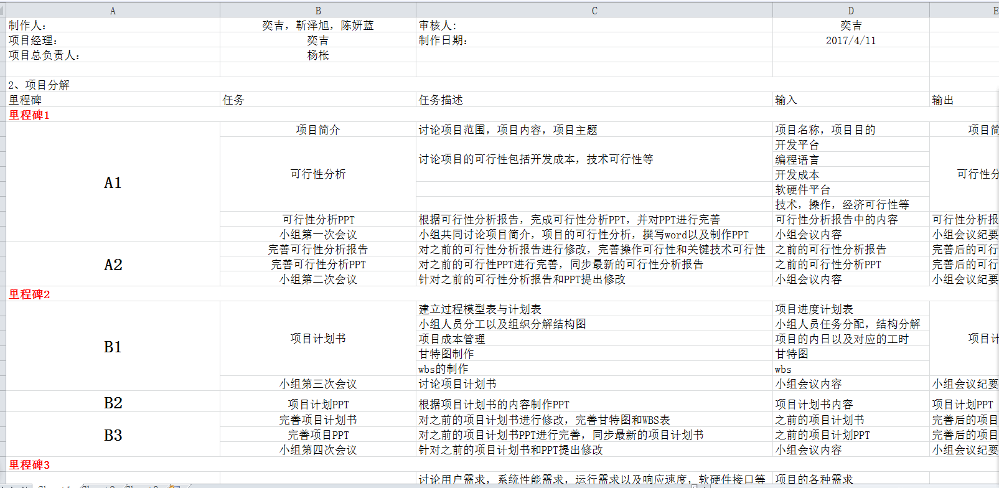 A B C D E
制作人： 奕吉，靳泽旭，陈妍蓝 审核人： 奕吉
项目经理： 奕吉 制作日期： 2017/4/11
项目总负责人： 杨枨
2、项目分解
里程碑 任务 任务描述 输入 输出
里程碑1
项目简介 讨论项目范围，项目内容，项目主题 项目名称，项目目的 项目简
开发平台
讨论项目的可行性包括开发成本，技术可行性等 编程语言
A1 可行性分析 开发成本 可行性分
软硬件平台
技术，操作，经济可行性等
可行性分析PPT 根据可行性分析报告，完成可行性分析PPT，并对PPT进行完善 可行性分析报告中的内容 可行性分析报
小组第一次会议 小组共同讨论项目简介，项目的可行性分析，撰写word以及制作PPT 小组会议内容 小组会议纪要
完善可行性分析报告 对之前的可行性分析报告进行修改，完善操作可行性和关键技术可行性 之前的可行性分析报告 完善后的可行
A2 完善可行性分析PPT 对之前的可行性PPT进行完善，同步最新的可行性分析报告 之前的可行性分析PPT 完善后的可行
小组第二次会议 针对之前的可行性分析报告和PPT提出修改 小组会议内容 小组会议纪要
里程碑2
建立过程模型表与计划表 项目进度计划表
小组人员分工以及组织分解结构图 小组人员任务分配，结构分解
B1 项目计划书 项目成本管理 项目的内日以及对应的工时 项目计
甘特图制作 甘特图
wbs的制作 wbs
小组第三次会议 讨论项目计划书 小组会议内容 小组会议纪要
B2 项目计划PPT 根据项目计划书的内容制作PPT 项目计划书内容 项目计划PPT
完善项目计划书 对之前的项目计划书进行修改，完善甘特图和WBS表 之前的项目计划书 完善后的项目
B3 完善项目PPT 对之前的项目计划书PPT进行完善，同步最新的项目计划书 之前的项目计划PPT 完善后的项目
小组第四次会议 针对之前的项目计划书和PPT提出修改 小组会议内容 小组会议纪要
里程碑3
讨论用户需求，系统性能需求，运行需求以及响应速度，软硬件接口等 项目的各种需求